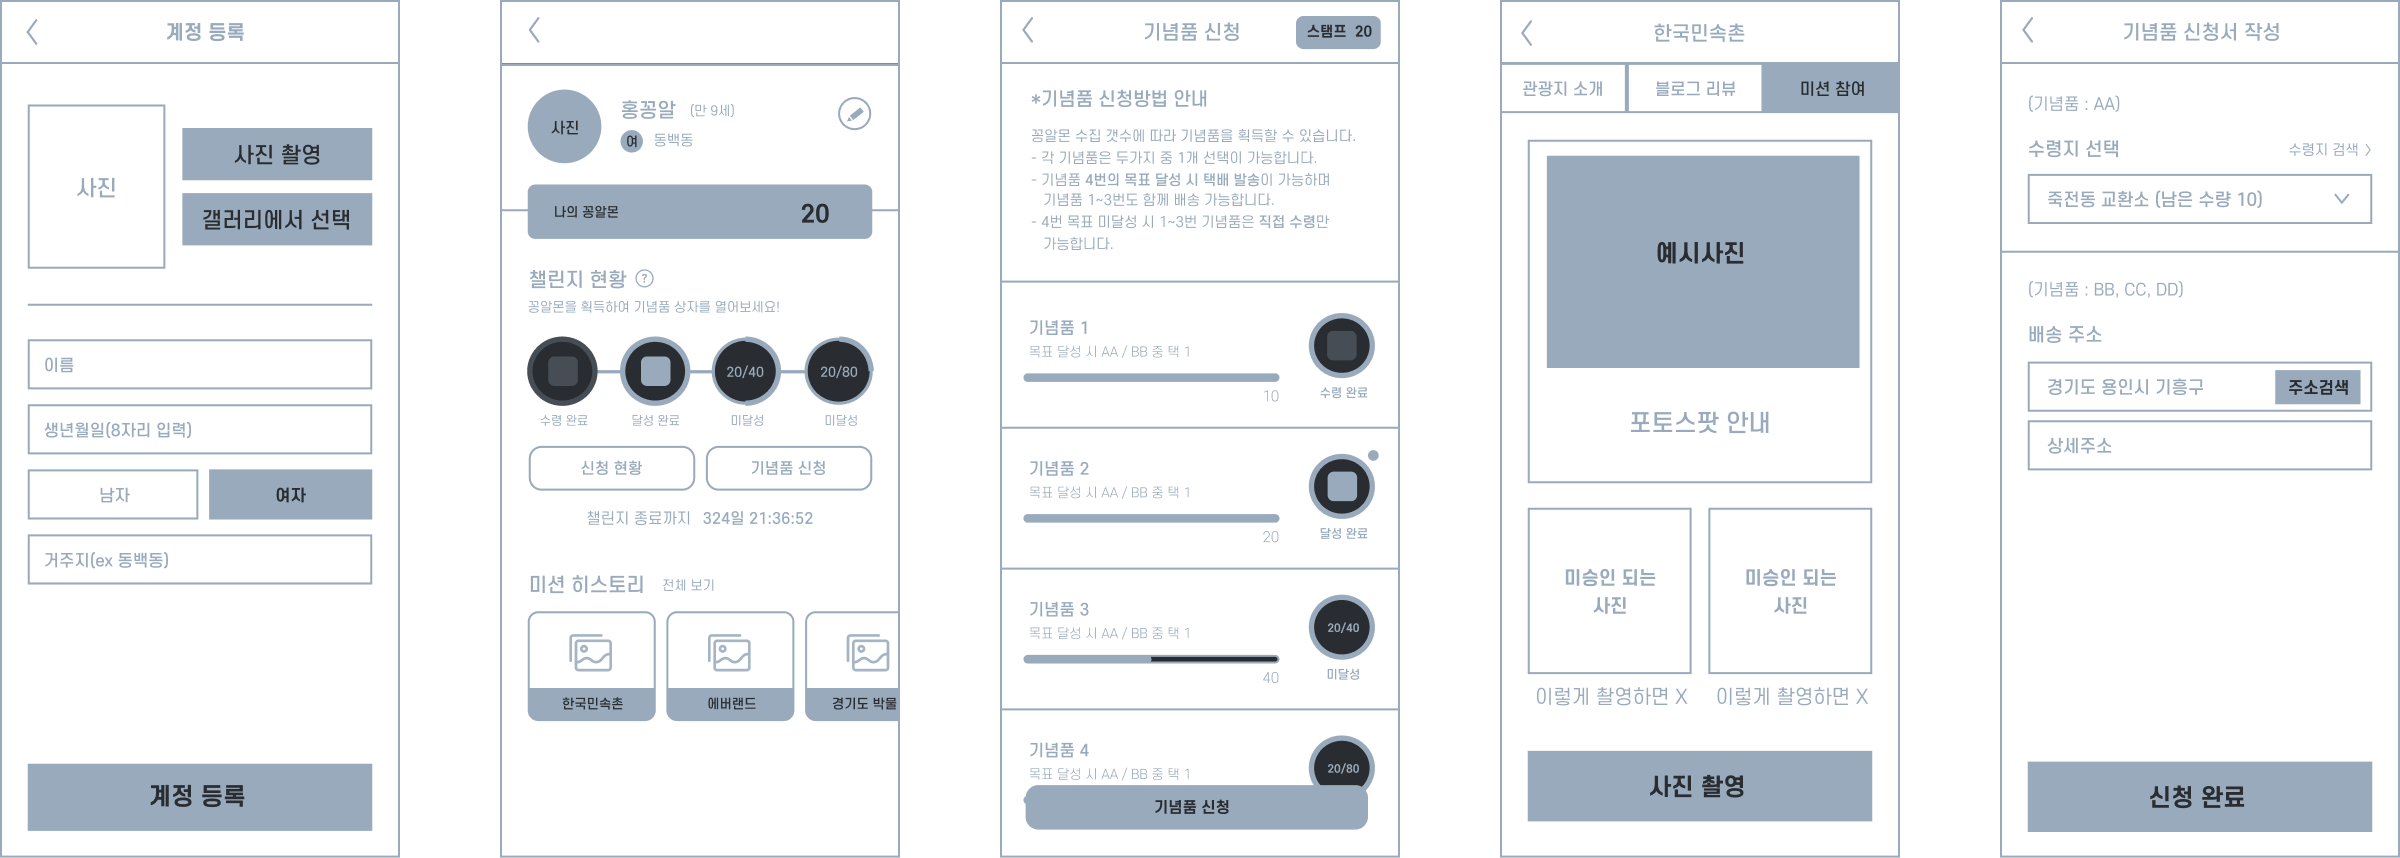 계정 등록
사진
사진 촬영
갤러리에서 선택
이름
생년월일(8자리 입력)
남자
여자
거주지(ex 동백동)
계정 등록
사진
홍꽁알 (만 9세)
여 동백동
나의 꽁알몬 20
챌린지 현황 ?
꽁알몬을 획득하여 기념품 상자를 열어보세요!
20/40
20/80
수령 완료
달성 완료
미달성
미달성
신청 현황
기념품 신청
챌린지 종료까지 324일 21:36:52
미션 히스토리 전체 보기
한국민속촌
에버랜드
경기도 박물
기념품 신청
스탬프 20
*기념품 신청방법 안내
꽁알몬 수집 갯수에 따라 기념품을 획득할 수 있습니다.
- 각 기념품은 두가지 중 1개 선택이 가능합니다.
- 기념품 4번의 목표 달성 시 택배 발송이 가능하며
기념품 1~3번도 함께 배송 가능합니다.
- 4번 목표 미달성 시 1~3번 기념품은 직접 수령만
가능합니다.
기념품 1
목표 달성 시 AA / BB 중 택 1
10
수령 완료
기념품 2
목표 달성 시 AA / BB 중 택 1
20
달성 완료
기념품 3
목표 달성 시 AA / BB 중 택 1
40
20/40
미달성
기념품 4
목표 달성 시 AA / BB 중 택 1
20/80
기념품 신청
한국민속촌
관광지 소개
블로그 리뷰
미션 참여
예시사진
포토스팟 안내
미승인 되는
사진
미승인 되는
사진
이렇게 촬영하면 X
이렇게 촬영하면 X
사진 촬영
기념품 신청서 작성
(기념품 : AA)
수령지 선택
수령지 검색 >
죽전동 교환소 (남은 수량 10)
(기념품 : BB, CC, DD)
배송 주소
경기도 용인시 기흥구
주소검색
상세주소
신청 완료